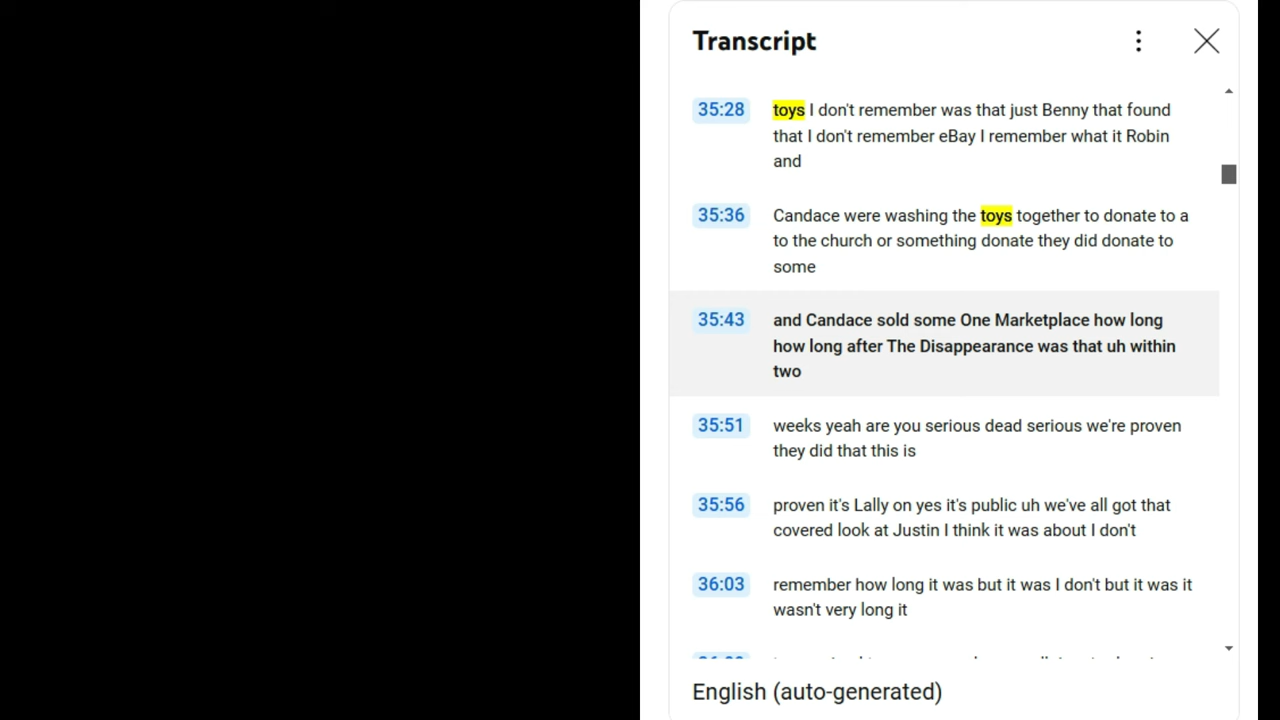 Transcript
35:28
toys I don't remember was that just Benny that found
that I don't remember eBay I remember what it Robin
and
35:36
Candace were washing the toys together to donate to a
to the church or something donate they did donate to
some
35:43
and Candace sold some One Marketplace how long
how long after The Disappearance was that uh within
two
35:51
weeks yeah are you serious dead serious we're proven
they did that this is
35:56
proven it's Lally on yes it's public uh we've all got that
covered look at Justin I think it was about I don't
36:03
remember how long it was but it was I don't but it was it
wasn't very long it
English (auto-generated)